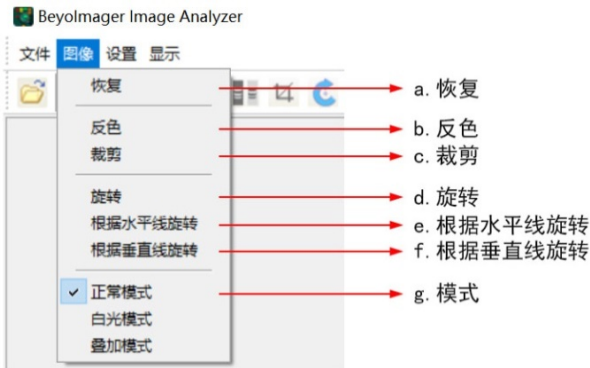 BeyoImager Image Analyzer
文件 图像 设置 显示
恢复
a. 恢复
反色
b. 反色
裁剪
c. 裁剪
旋转
d. 旋转
根据水平线旋转
e. 根据水平线旋转
根据垂直线旋转
f. 根据垂直线旋转
正常模式
g. 模式
白光模式
叠加模式